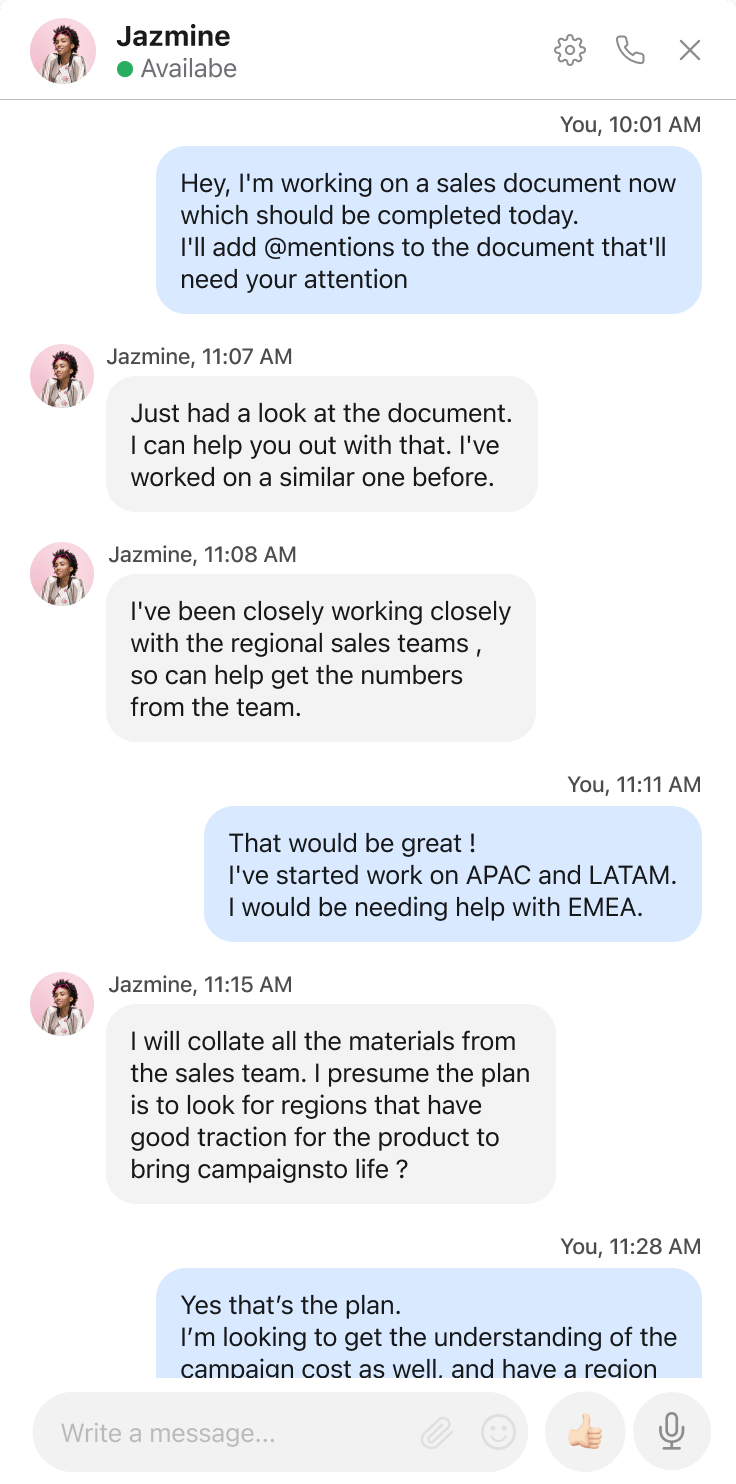 Jazmine
Availabe
You, 10:01 AM
Hey, I'm working on a sales document now
which should be completed today.
I'll add @mentions to the document that'll
need your attention
Jazmine, 11:07 AM
Just had a look at the document.
I can help you out with that. I've
worked on a similar one before.
Jazmine, 11:08 AM
I've been closely working closely
with the regional sales teams ,
so can help get the numbers
from the team.
You, 11:11 AM
That would be great !
I've started work on APAC and LATAM.
I would be needing help with EMEA.
Jazmine, 11:15 AM
I will collate all the materials from
the sales team. I presume the plan
is to look for regions that have
good traction for the product to
bring campaignsto life ?
You, 11:28 AM
Yes that’s the plan.
I’m looking to get the understanding of the
campaign cost as well, and have a region
Write a message...